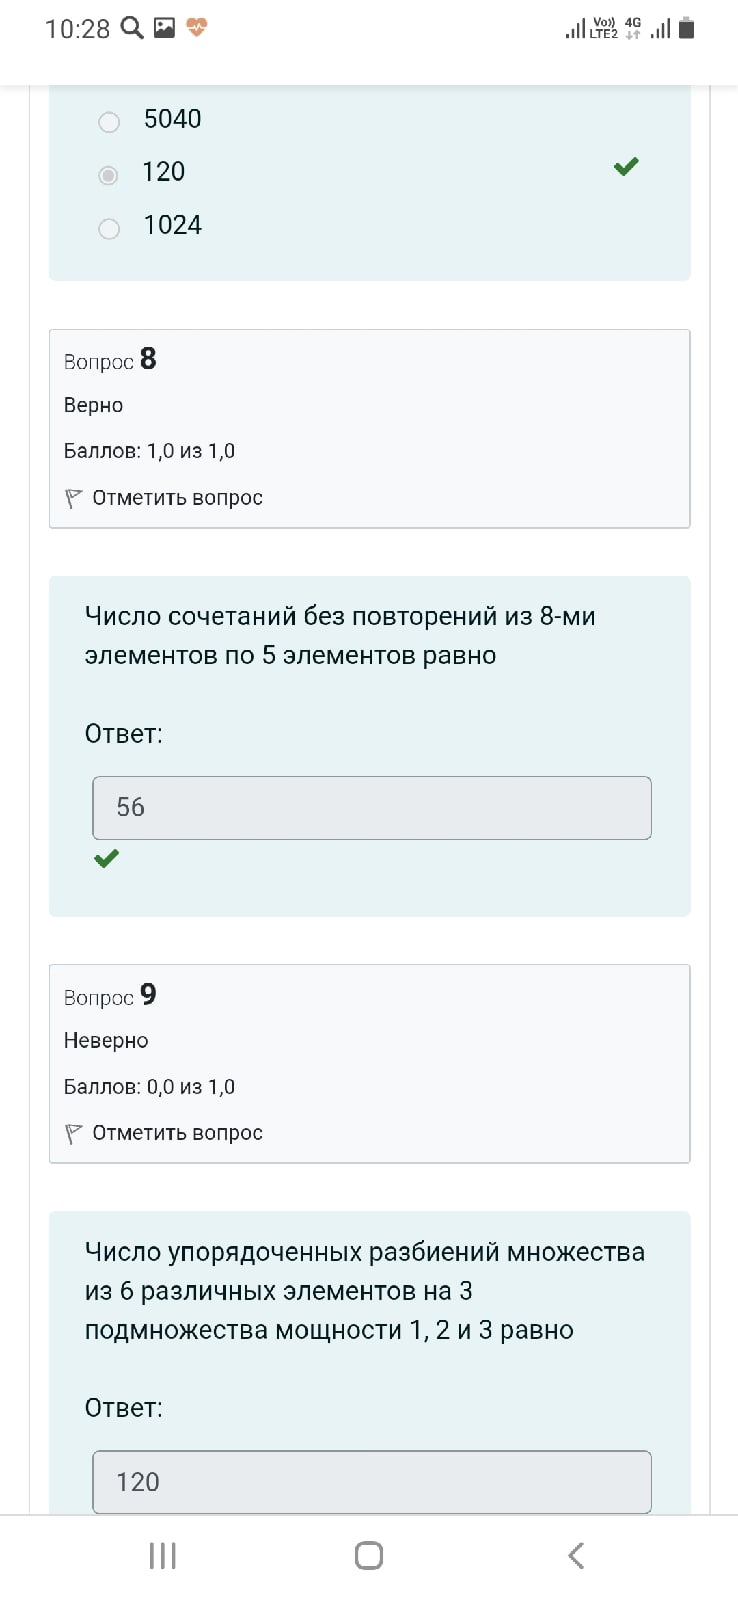 10:28
Vo)) 4G
LTE2
5040
120
1024
Вопрос 8
Верно
Баллов: 1,0 из 1,0
Отметить вопрос
Число сочетаний без повторений из 8-ми
элементов по 5 элементов равно
Ответ:
56
Вопрос 9
Неверно
Баллов: 0,0 из 1,0
Отметить вопрос
Число упорядоченных разбиений множества
из 6 различных элементов на 3
подмножества мощности 1, 2 и 3 равно
Ответ:
120